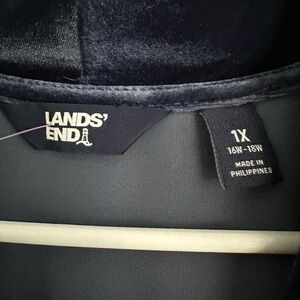 LANDS'
END
1X
16W-18W
MADE IN
PHILIPPINES